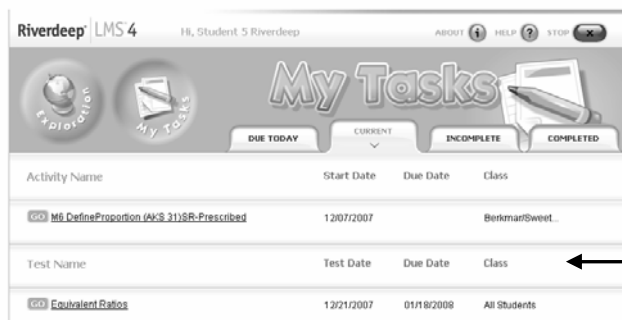 Riverdeep LMS 4 Hi, Student 5 Riverdeep ABOUT HELP STOP
Exploration My Tasks My Tasks
DUE TODAY CURRENT INCOMPLETE COMPLETED
Activity Name Start Date Due Date Class
GO M6 DefineProportion (AKS 31)SR-Prescribed 12/07/2007 Berkmar/Sweet...
Test Name Test Date Due Date Class
GO Equivalent Ratios 12/21/2007 01/18/2008 All Students